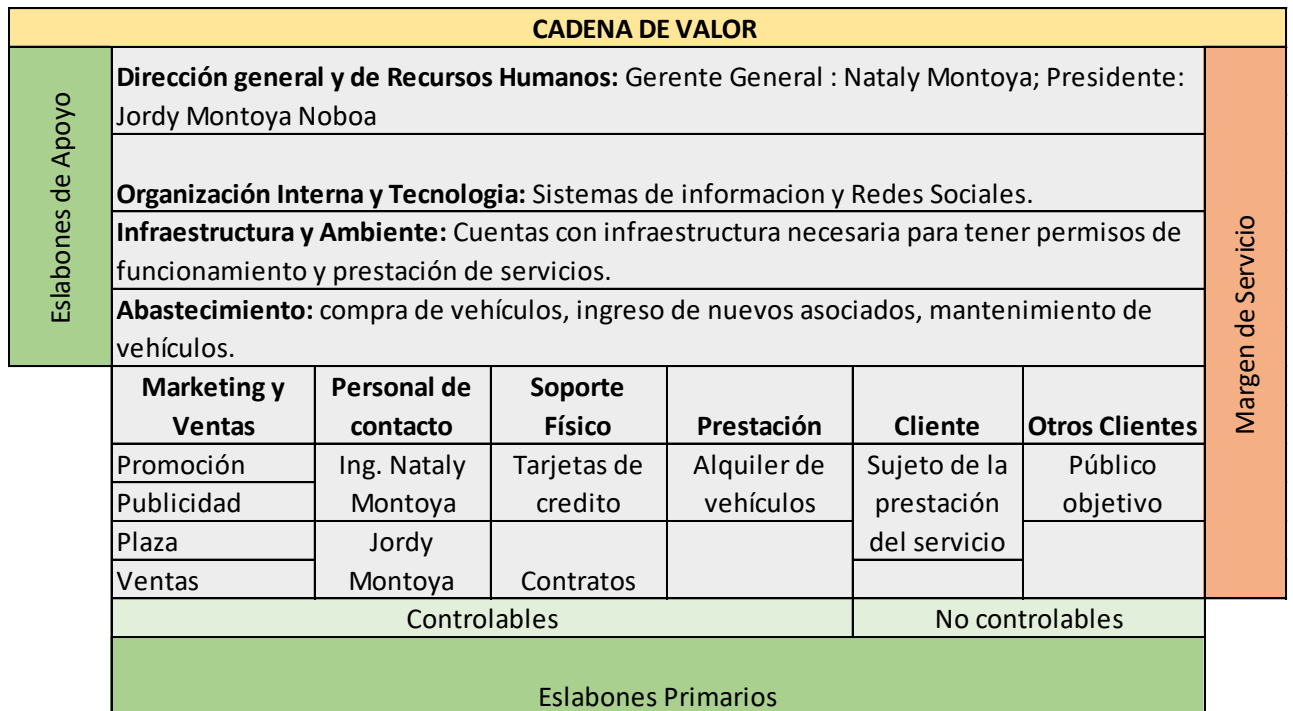 CADENA DE VALOR
Eslabones de Apoyo
Dirección general y de Recursos Humanos: Gerente General : Nataly Montoya; Presidente:
Jordy Montoya Noboa
Organización Interna y Tecnologia: Sistemas de informacion y Redes Sociales.
Infraestructura y Ambiente: Cuentas con infraestructura necesaria para tener permisos de
funcionamiento y prestación de servicios.
Abastecimiento: compra de vehículos, ingreso de nuevos asociados, mantenimiento de
vehículos.
Margen de Servicio
Marketing y
Ventas
Personal de
contacto
Soporte
Físico
Prestación
Cliente
Otros Clientes
Promoción
Publicidad
Plaza
Ventas
Ing. Nataly
Montoya
Jordy
Montoya
Tarjetas de
credito
Contratos
Alquiler de
vehículos
Sujeto de la
prestación
del servicio
Público
objetivo
Controlables
No controlables
Eslabones Primarios